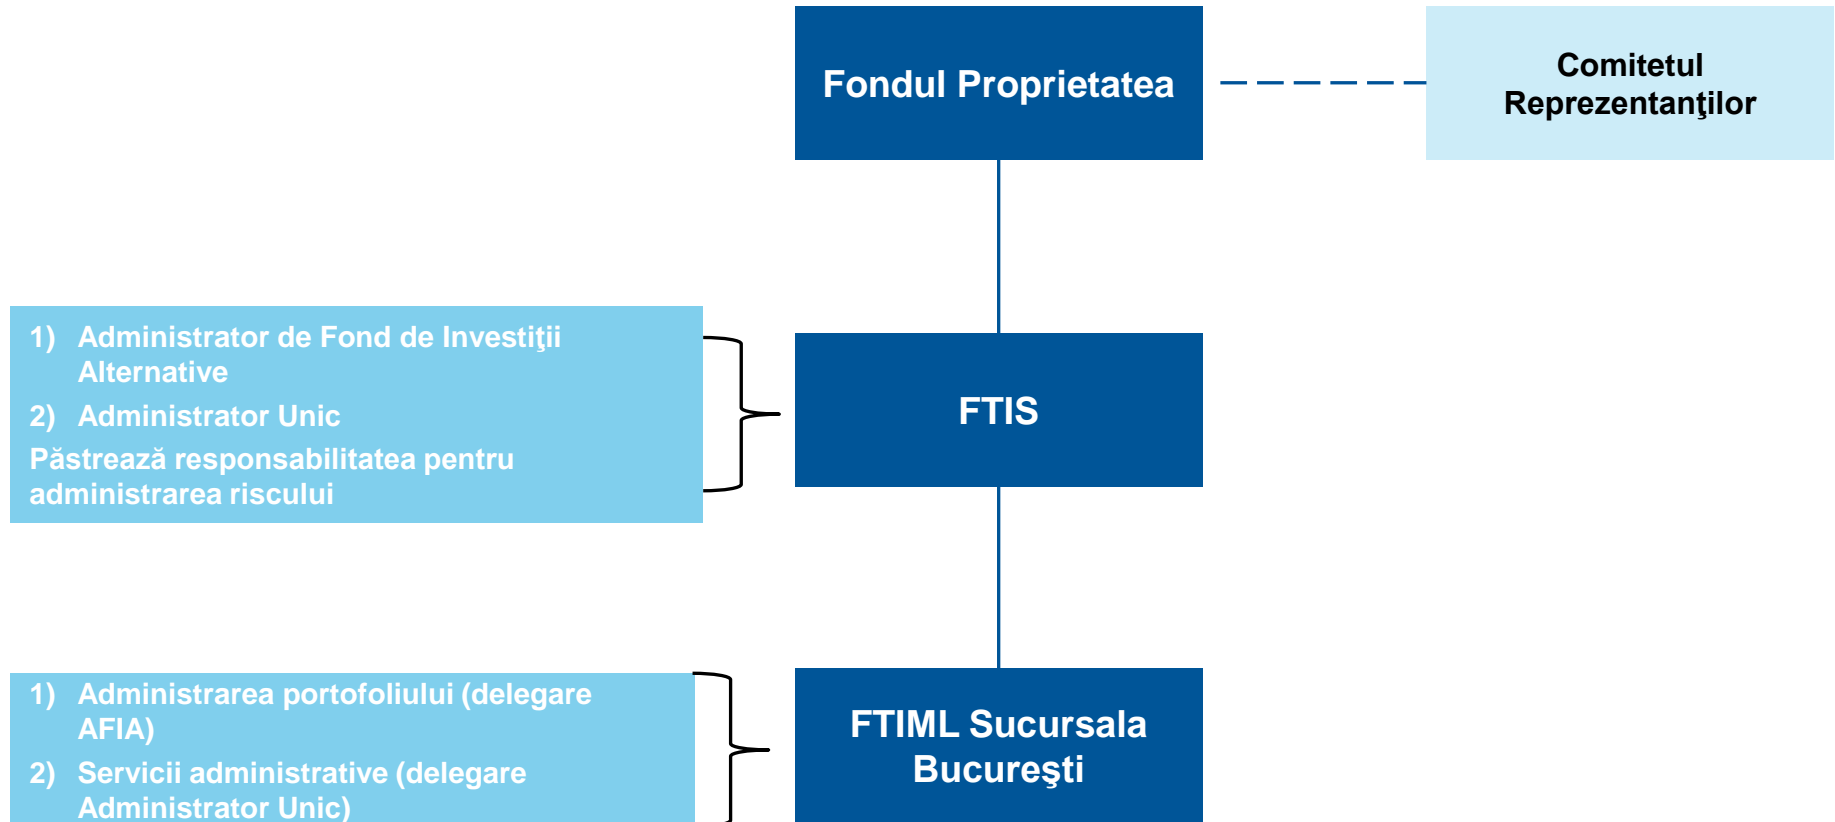 Fondul Proprietatea
Comitetul
Reprezentanţilor
1) Administrator de Fond de Investiţii
Alternative
2) Administrator Unic
Păstrează responsabilitatea pentru
administrarea riscului
FTIS
1) Administrarea portofoliului (delegare
AFIA)
2) Servicii administrative (delegare
Administrator Unic)
FTIML Sucursala
Bucureşti